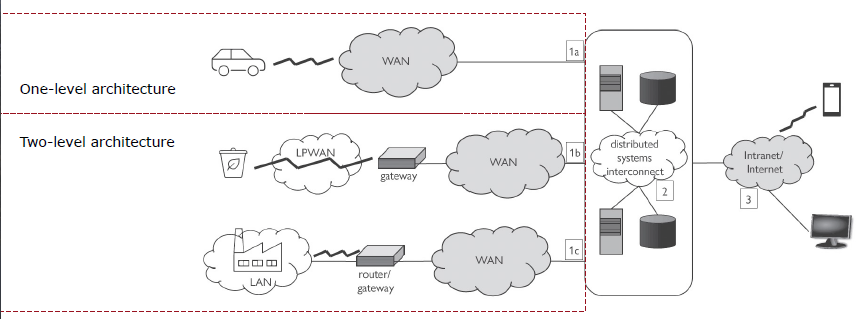 One-level architecture
WAN
1a
Two-level architecture
LPWAN
gateway
WAN
1b
distributed
systems
interconnect
2
Intranet/
Internet
3
LAN
router/
gateway
WAN
1c